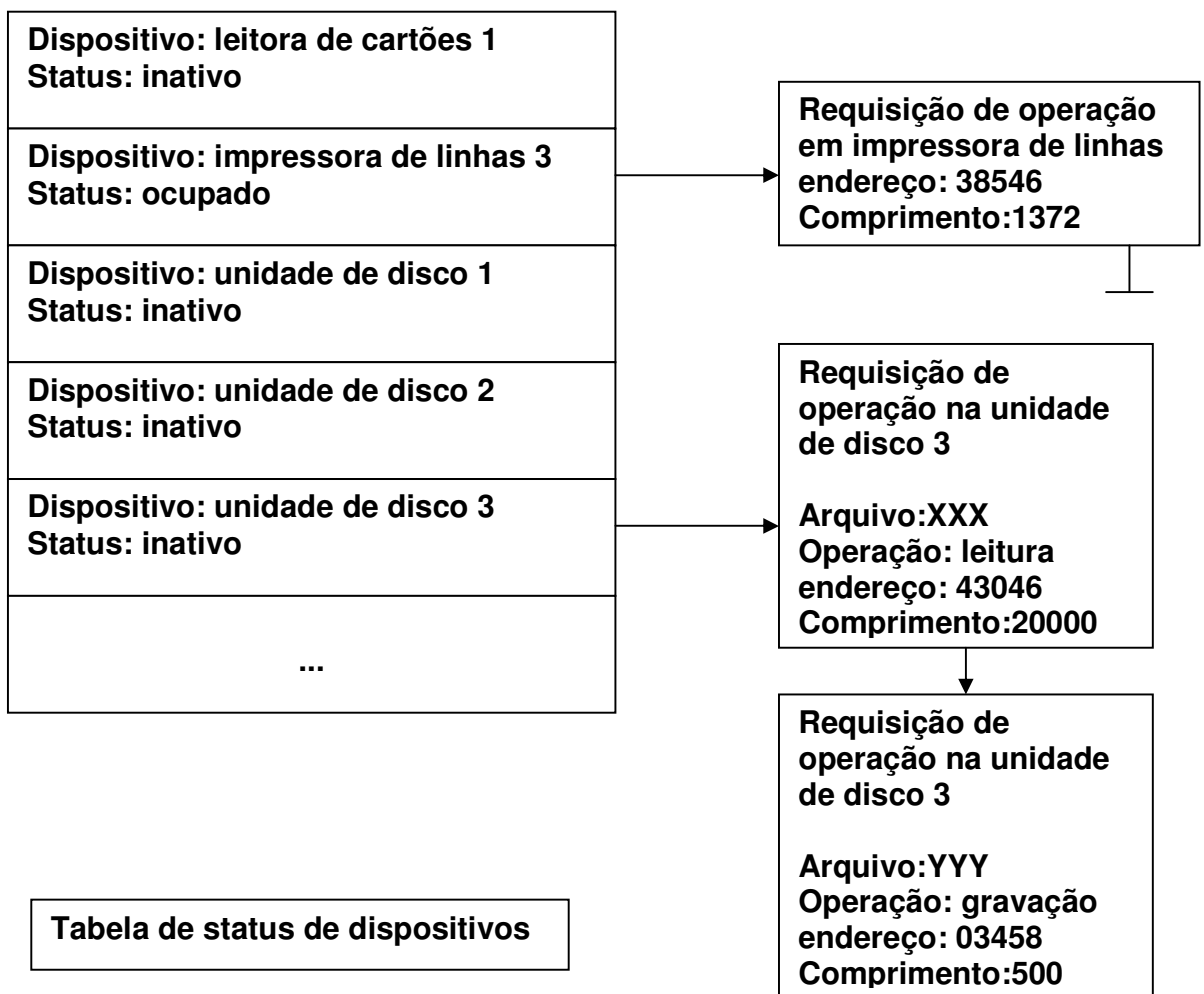 Dispositivo: leitora de cartões 1
Status: inativo
Dispositivo: impressora de linhas 3
Status: ocupado
Dispositivo: unidade de disco 1
Status: inativo
Dispositivo: unidade de disco 2
Status: inativo
Dispositivo: unidade de disco 3
Status: inativo
...
Requisição de operação
em impressora de linhas
endereço: 38546
Comprimento:1372
Requisição de
operação na unidade
de disco 3
Arquivo:XXX
Operação: leitura
endereço: 43046
Comprimento:20000
Requisição de
operação na unidade
de disco 3
Arquivo:YYY
Operação: gravação
endereço: 03458
Comprimento:500
Tabela de status de dispositivos